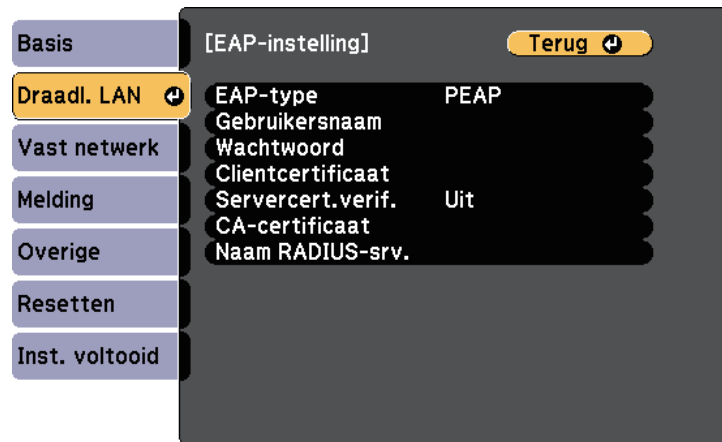 Basis
Draadl. LAN
Vast netwerk
Melding
Overige
Resetten
Inst. voltooid
[EAP-instelling] Terug
EAP-type PEAP
Gebruikersnaam
Wachtwoord
Clientcertificaat
Servercert.verif. Uit
CA-certificaat
Naam RADIUS-srv.